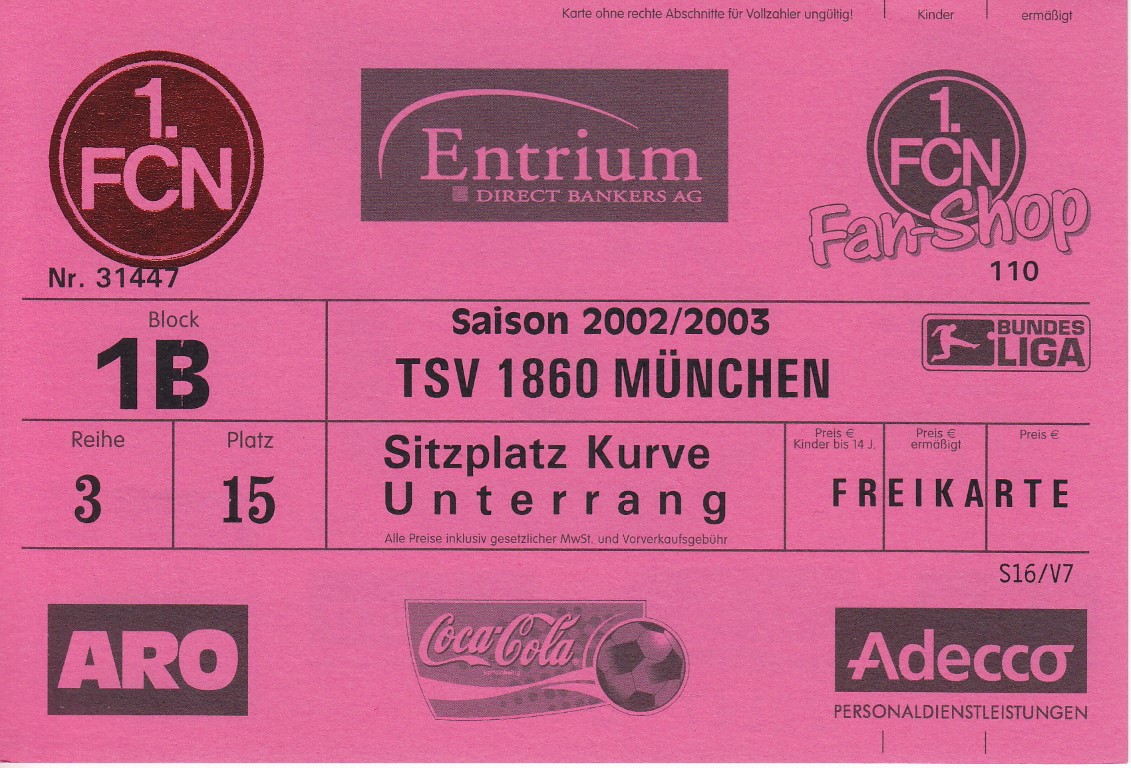 Karte ohne rechte Abschnitte für Vollzahler ungültig! Kinder ermäßigt
1.
FCN
Entrium
DIRECT BANKERS AG
1.
FCN
Fan-Shop
Nr. 31447
110
Block
1B
Saison 2002/2003
TSV 1860 MÜNCHEN
BUNDES
LIGA
Reihe
3
Platz
15
Sitzplatz Kurve
Unterrang
Alle Preise inklusiv gesetzlicher MwSt. und Vorverkaufsgebühr
Preis €
Kinder bis 14 J.
Preis €
ermäßigt
Preis €
FREIKARTE
S16/V7
ARO
Coca-Cola
Adecco
PERSONALDIENSTLEISTUNGEN